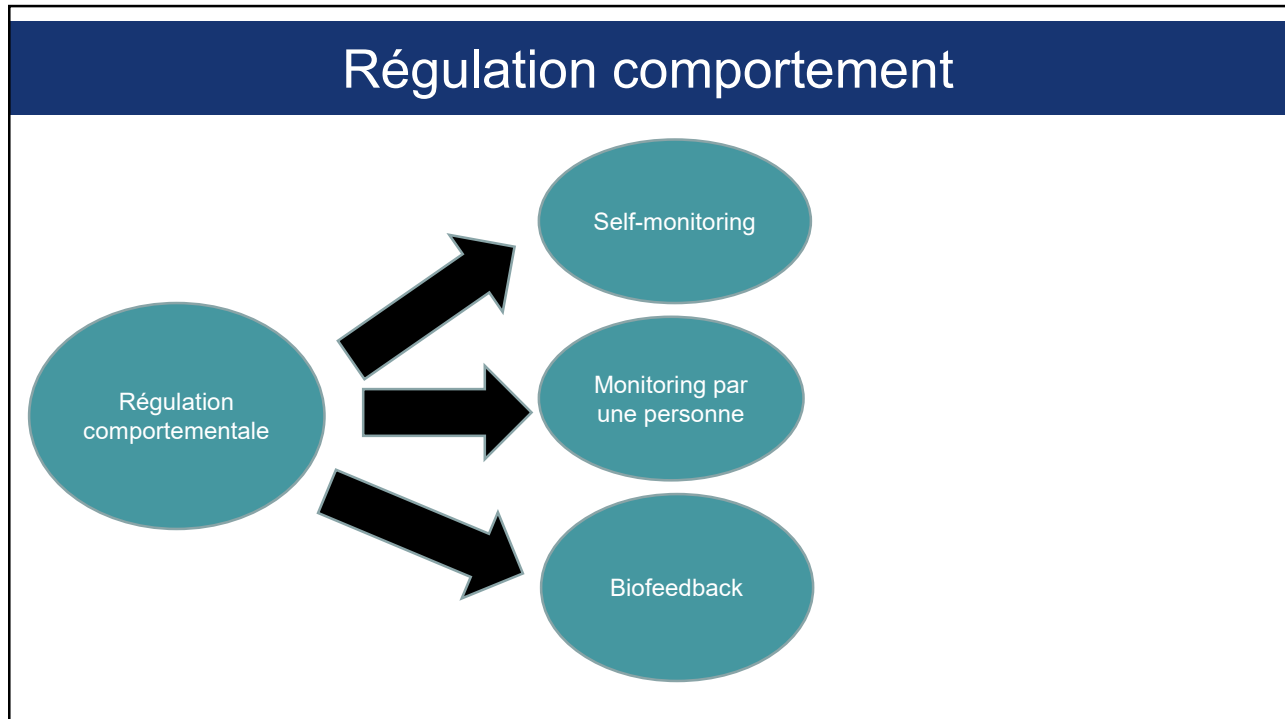 Régulation comportement
Self-monitoring
Régulation
comportementale
Monitoring par
une personne
Biofeedback